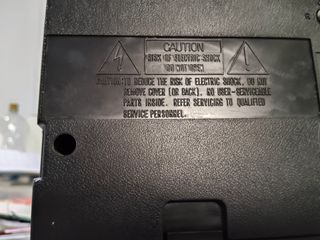 CAUTION
RISK OF ELECTRIC SHOCK
DO NOT OPEN
CAUTION: TO REDUCE THE RISK OF ELECTRIC SHOCK, DO NOT
REMOVE COVER (OR BACK). NO USER-SERVICEABLE
PARTS INSIDE. REFER SERVICING TO QUALIFIED
SERVICE PERSONNEL.